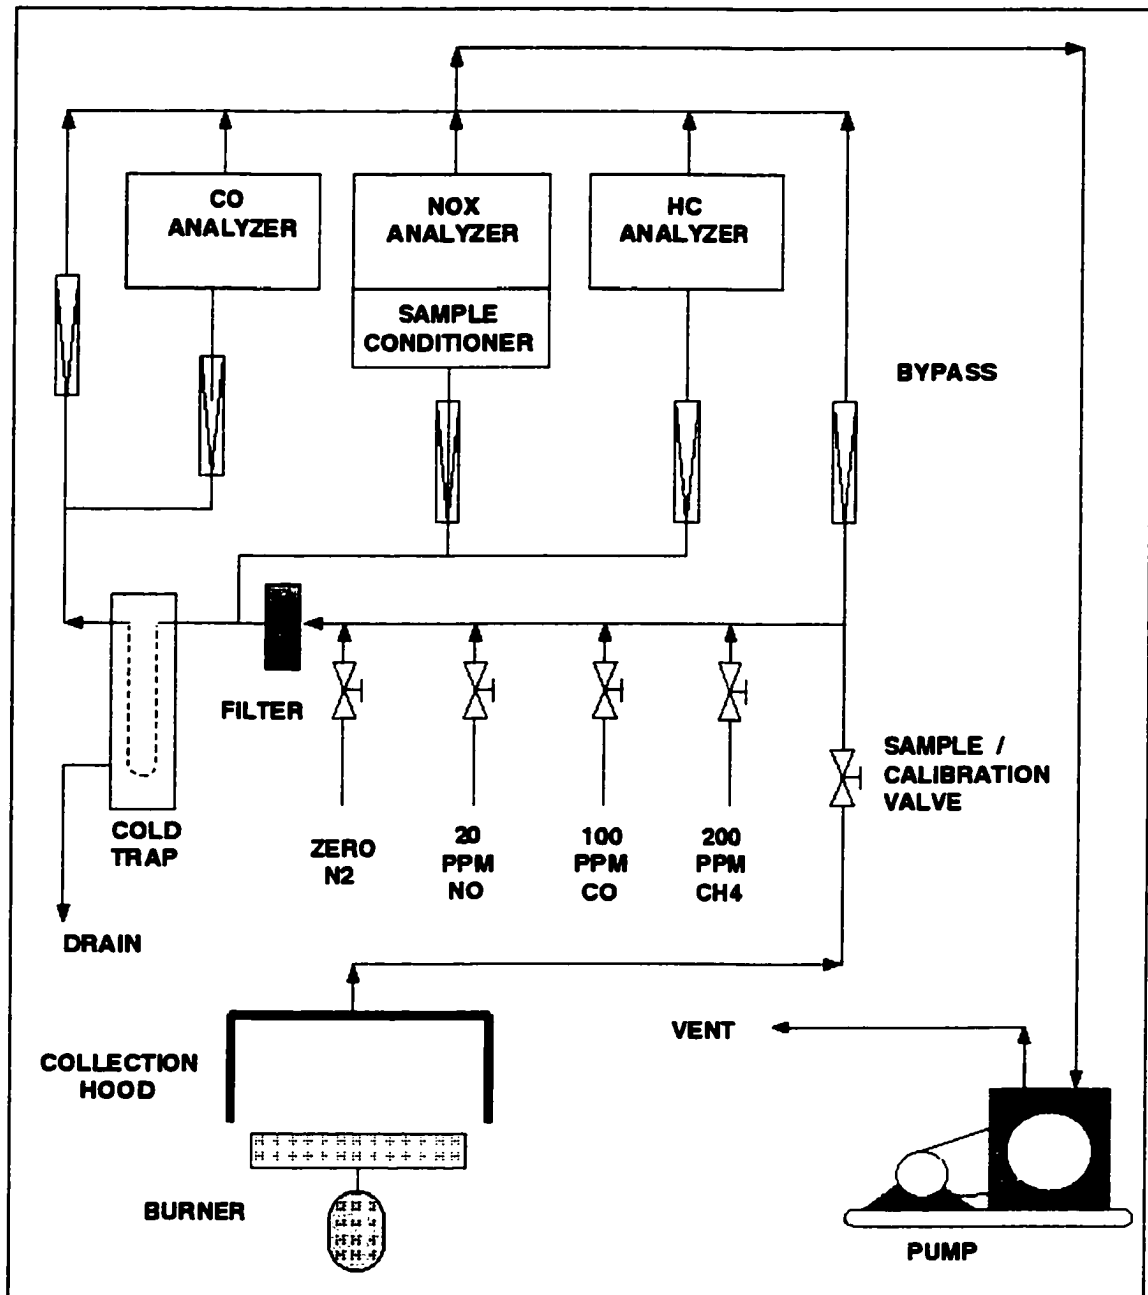 CO
ANALYZER
NOX
ANALYZER
HC
ANALYZER
SAMPLE
CONDITIONER
BYPASS
FILTER
SAMPLE /
CALIBRATION
VALVE
COLD
TRAP
ZERO
N2
20
PPM
NO
100
PPM
CO
200
PPM
CH4
DRAIN
COLLECTION
HOOD
VENT
BURNER
PUMP